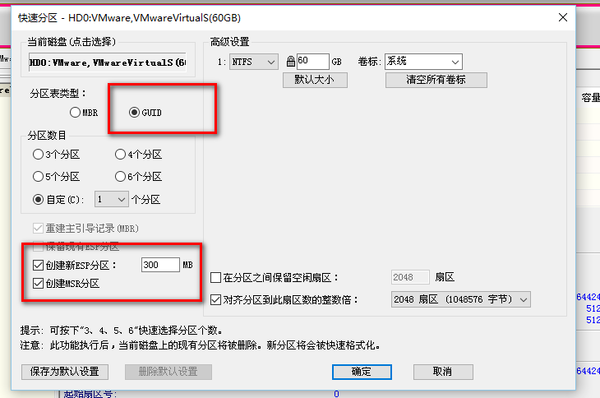 快速分区 - HD0:VMware,VMwareVirtualS(60GB)
当前磁盘(点击选择)
HD0:VMware,VMwareVirtualS(6(
分区表类型:
MBR GUID
分区数目
3个分区 4个分区
5个分区 6个分区
自定(C): 1 个分区
重建主引导记录(MBR)
保留现有ESP分区
创建新ESP分区: 300 MB
创建MSR分区
高级设置
1: NTFS 60 GB 卷标: 系统
默认大小 清空所有卷标
在分区之间保留空闲扇区: 2048 扇区
对齐分区到此扇区数的整数倍: 2048 扇区 (1048576 字节)
提示: 可按下"3、4、5、6"快速选择分区个数。
注意: 此功能执行后,当前磁盘上的现有分区将被删除。新分区将会被快速格式化。
保存为默认设置 删除默认设置 确定 取消
容量
64424
512
512
64424
起始扇区号: 0